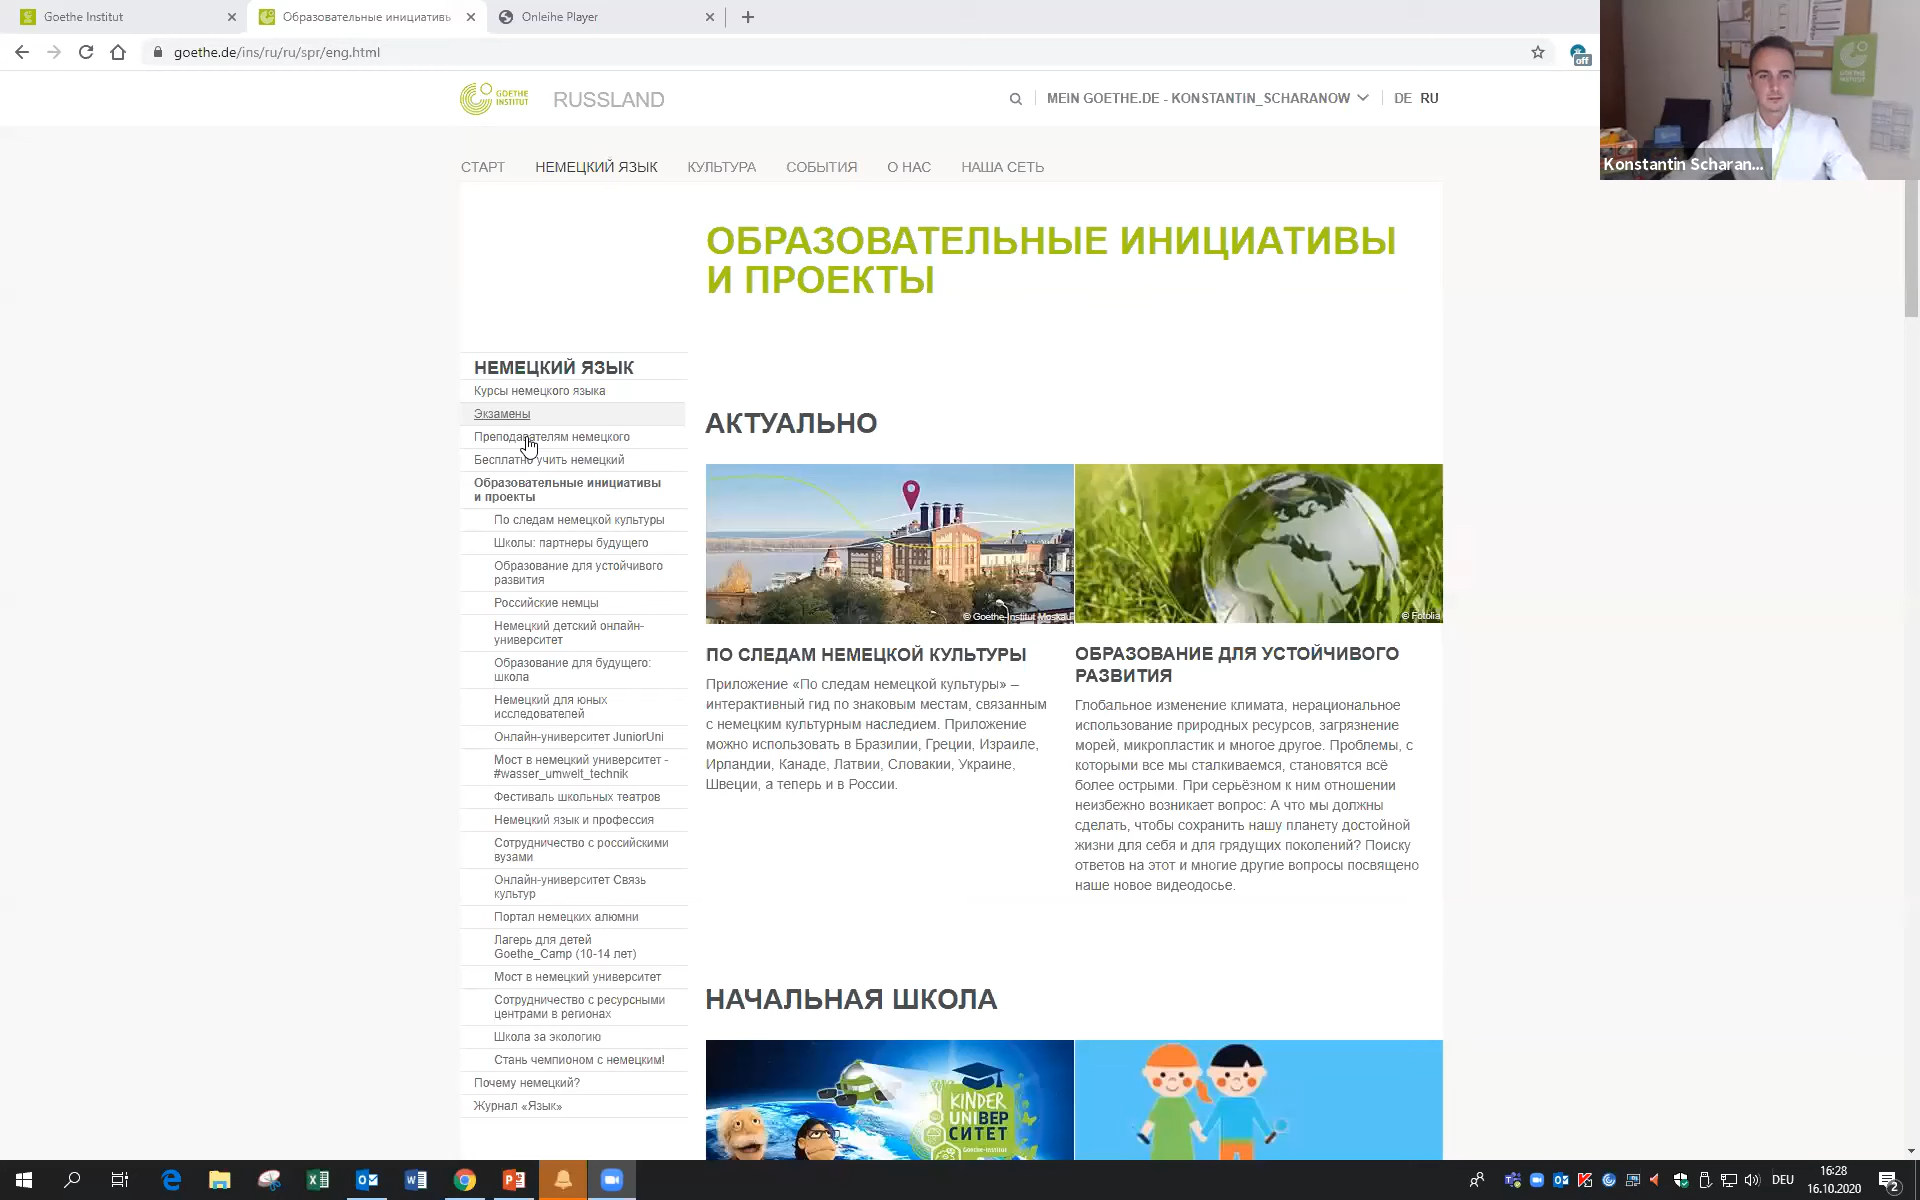 Goethe Institut
Образовательные инициативы
Onleihe Player
goethe.de/ins/ru/ru/spr/eng.html
off
GOETHE
INSTITUT
RUSSLAND
MEIN GOETHE.DE - KONSTANTIN_SCHARANOW
DE RU
Konstantin Scharan...
СТАРТ НЕМЕЦКИЙ ЯЗЫК КУЛЬТУРА СОБЫТИЯ О НАС НАША СЕТЬ
ОБРАЗОВАТЕЛЬНЫЕ ИНИЦИАТИВЫ
И ПРОЕКТЫ
НЕМЕЦКИЙ ЯЗЫК
Курсы немецкого языка
Экзамены
Преподавателям немецкого
Бесплатно учить немецкий
Образовательные инициативы
и проекты
По следам немецкой культуры
Школы: партнеры будущего
Образование для устойчивого
развития
Российские немцы
Немецкий детский онлайн-
университет
Образование для будущего:
школа
Немецкий для юных
исследователей
Онлайн-университет JuniorUni
Мост в немецкий университет -
#wasser_umwelt_technik
Фестиваль школьных театров
Немецкий язык и профессия
Сотрудничество с российскими
вузами
Онлайн-университет Связь
культур
Портал немецких алюмни
Лагерь для детей
Goethe_Camp (10-14 лет)
Мост в немецкий университет
Сотрудничество с ресурсными
центрами в регионах
Школа за экологию
Стань чемпионом с немецким!
Почему немецкий?
Журнал «Язык»
АКТУАЛЬНО
© Goethe-Institut Moskau
© Fotolia
ПО СЛЕДАМ НЕМЕЦКОЙ КУЛЬТУРЫ
Приложение «По следам немецкой культуры» –
интерактивный гид по знаковым местам, связанным
с немецким культурным наследием. Приложение
можно использовать в Бразилии, Греции, Израиле,
Ирландии, Канаде, Латвии, Словакии, Украине,
Швеции, а теперь и в России.
ОБРАЗОВАНИЕ ДЛЯ УСТОЙЧИВОГО
РАЗВИТИЯ
Глобальное изменение климата, нерациональное
использование природных ресурсов, загрязнение
морей, микропластик и многое другое. Проблемы, с
которыми все мы сталкиваемся, становятся всё
более острыми. При серьёзном к ним отношении
неизбежно возникает вопрос: А что мы должны
сделать, чтобы сохранить нашу планету достойной
жизни для себя и для грядущих поколений? Поиску
ответов на этот и многие другие вопросы посвящено
наше новое видеодосье.
НАЧАЛЬНАЯ ШКОЛА
KINDER
UNIВЕР
СИТЕТ
Goethe-Institut
DEU
16:28
16.10.2020
2